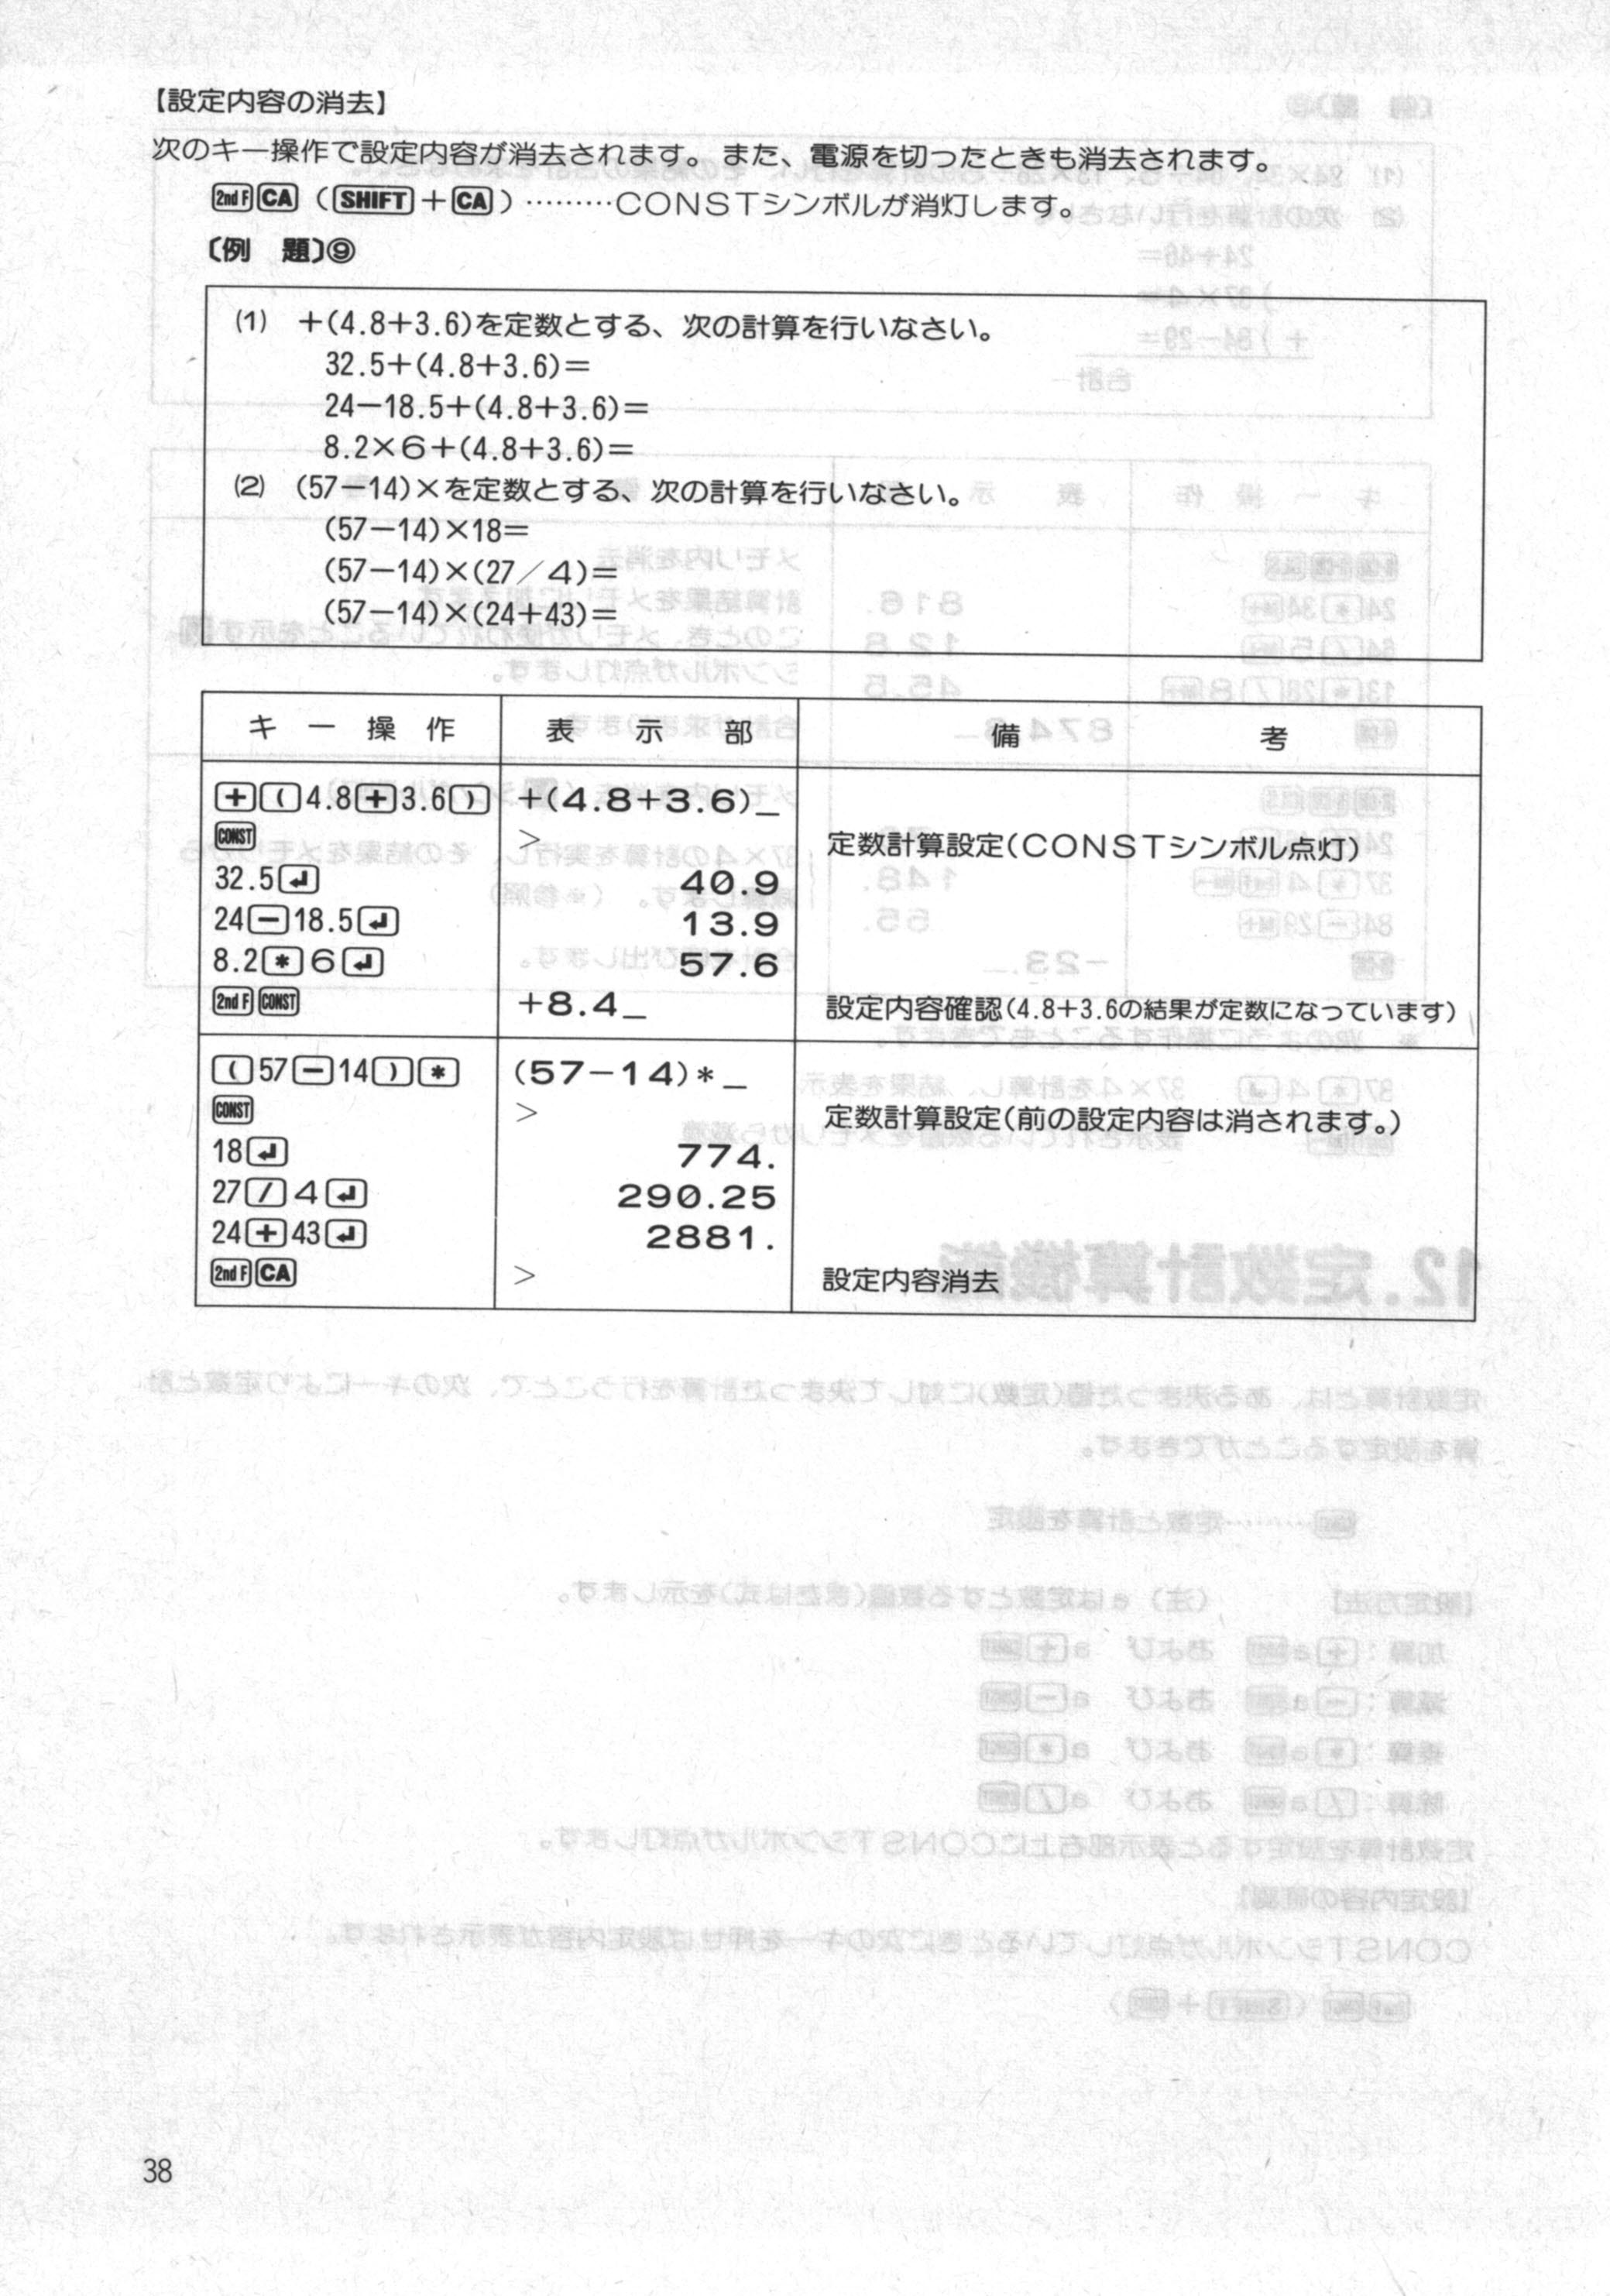 【設定内容の消去】
次のキー操作で設定内容が消去されます。また、電源を切ったときも消去されます。
2nd F CA (SHIFT＋CA) ………CONSTシンボルが消灯します。
〔例　題〕⑨
(1)　＋(4.8＋3.6)を定数とする、次の計算を行いなさい。
32.5＋(4.8＋3.6)＝
24－18.5＋(4.8＋3.6)＝
8.2×6＋(4.8＋3.6)＝
(2)　(57－14)×を定数とする、次の計算を行いなさい。
(57－14)×18＝
(57－14)×(27／4)＝
(57－14)×(24＋43)＝
キー操作　表示部　備考
+ ( 4.8 + 3.6 )　+(4.8+3.6)_
CONST　>　定数計算設定(CONSTシンボル点灯)
32.5 ↵　40.9
24 − 18.5 ↵　13.9
8.2 * 6 ↵　57.6
2nd F CONST　+8.4_　設定内容確認(4.8＋3.6の結果が定数になっています)
( 57 − 14 ) *　(57−14)*_
CONST　>　定数計算設定(前の設定内容は消されます。)
18 ↵　774.
27 / 4 ↵　290.25
24 + 43 ↵　2881.
2nd F CA　>　設定内容消去
38